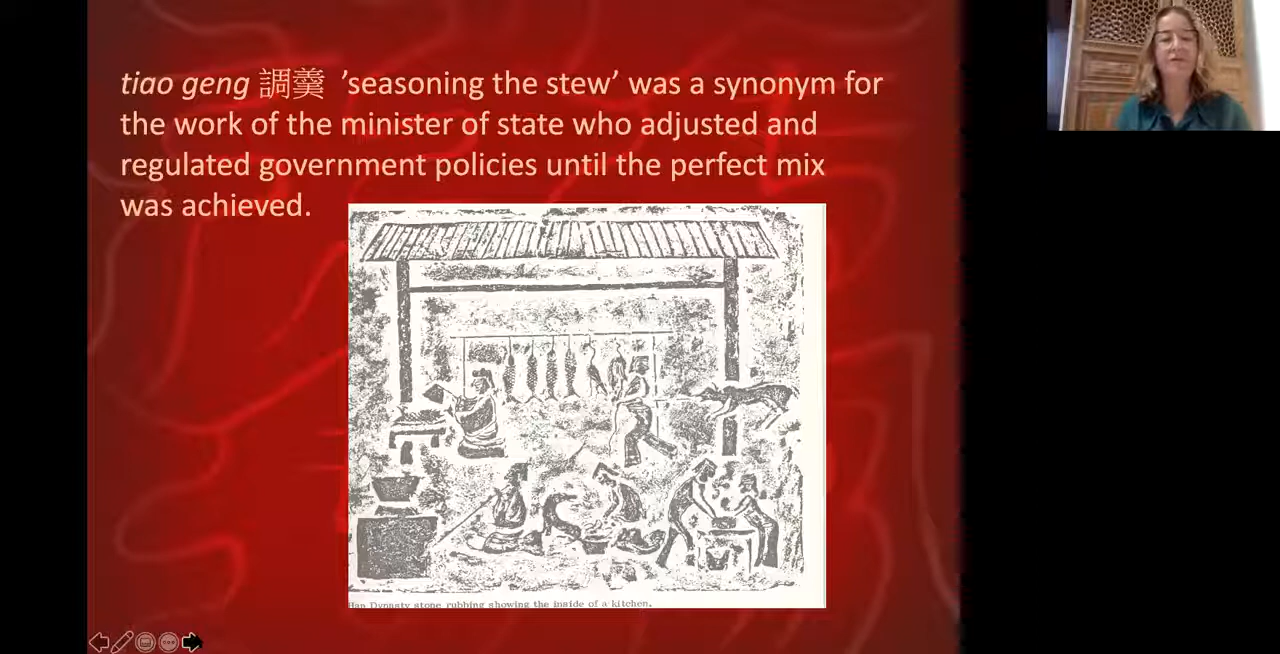 tiao geng 調羹 ’seasoning the stew’ was a synonym for
the work of the minister of state who adjusted and
regulated government policies until the perfect mix
was achieved.
Han Dynasty stone rubbing showing the inside of a kitchen.